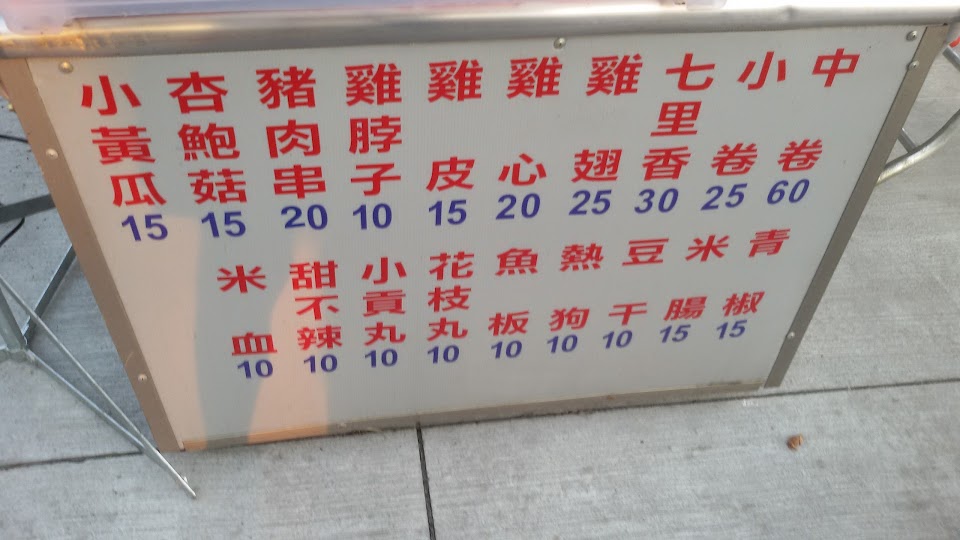 小黃瓜 15
杏鮑菇 15
豬肉串 20
雞脖子 10
雞皮 15
雞心 20
雞翅 25
七里香 30
小卷 25
中卷 60
米血 10
甜不辣 10
小貢丸 10
花枝丸 10
魚板 10
熱狗 10
豆干 10
米腸 15
青椒 15